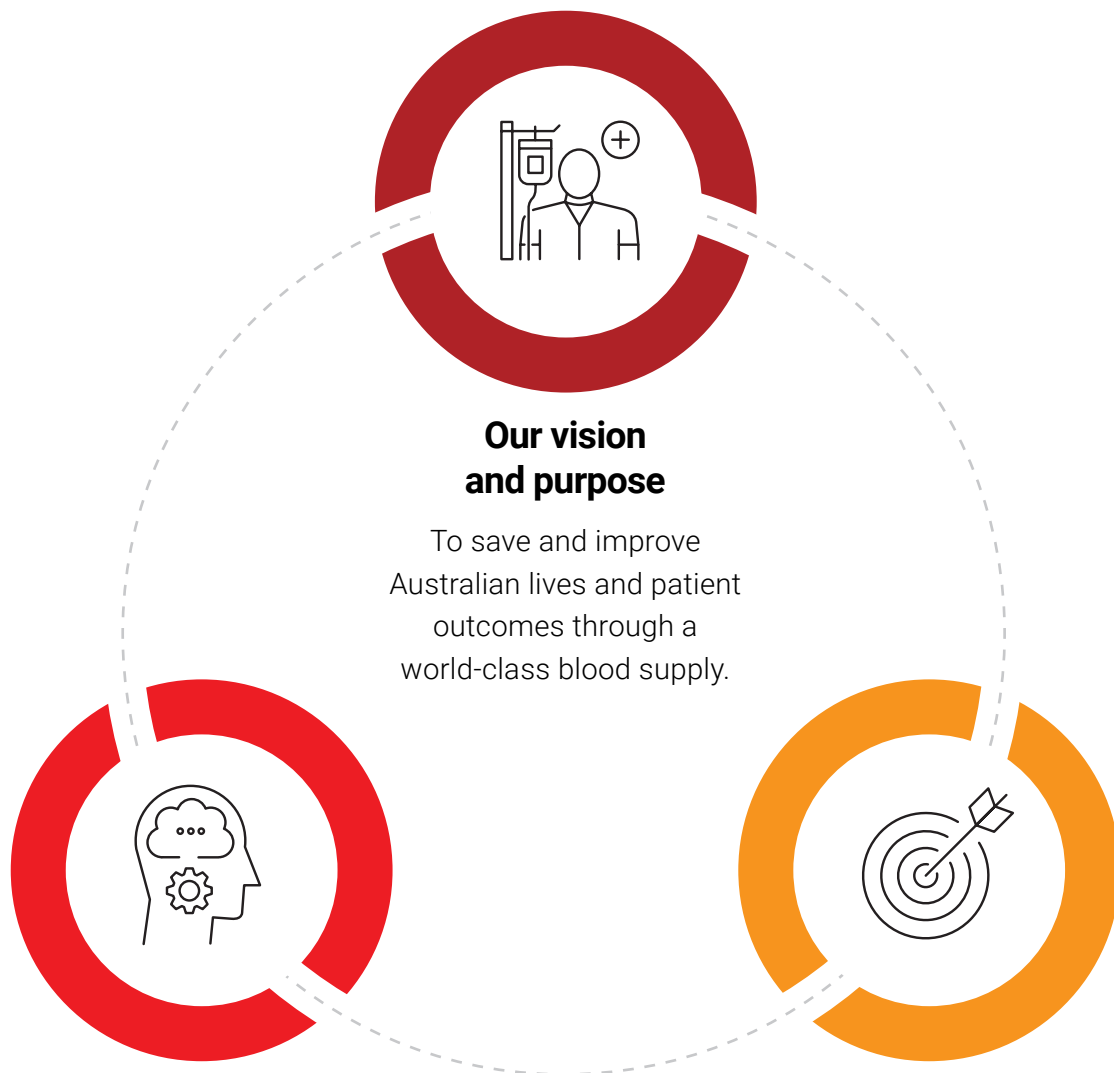 Our vision
and purpose
To save and improve
Australian lives and patient
outcomes through a
world-class blood supply.